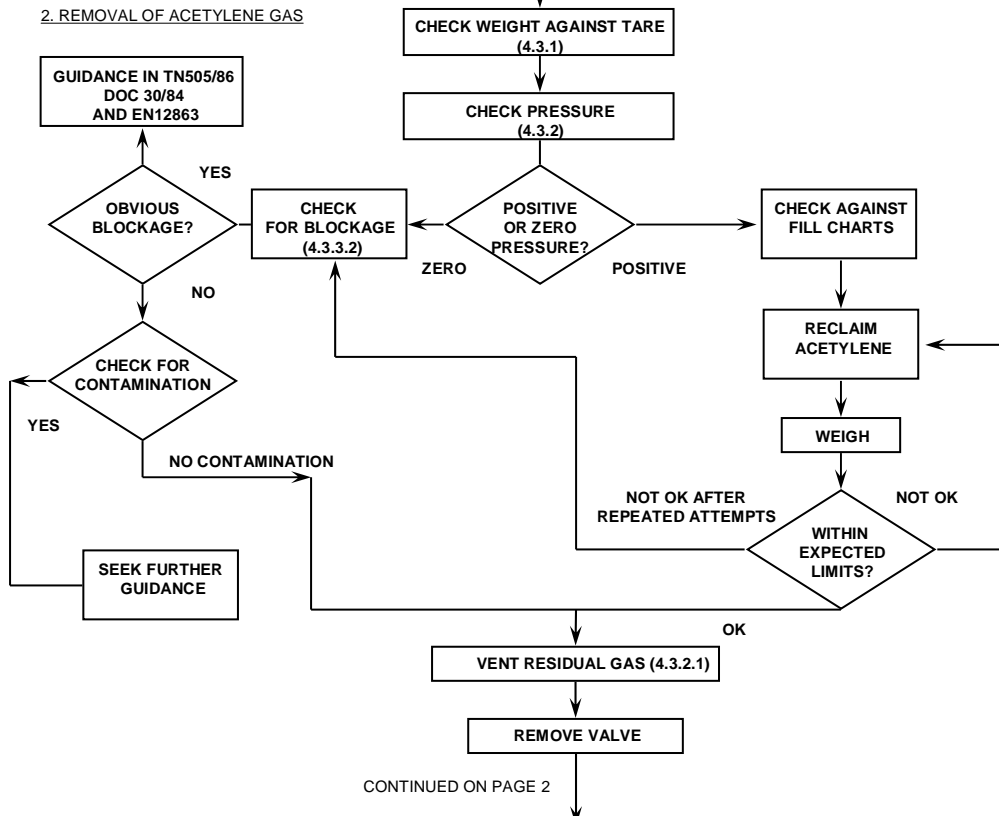 2. REMOVAL OF ACETYLENE GAS
CHECK WEIGHT AGAINST TARE
(4.3.1)
GUIDANCE IN TN505/86
DOC 30/84
AND EN12863
CHECK PRESSURE
(4.3.2)
YES
OBVIOUS
BLOCKAGE?
CHECK
FOR BLOCKAGE
(4.3.3.2)
POSITIVE
OR ZERO
PRESSURE?
CHECK AGAINST
FILL CHARTS
ZERO
POSITIVE
NO
RECLAIM
ACETYLENE
CHECK FOR
CONTAMINATION
YES
WEIGH
NO CONTAMINATION
NOT OK AFTER
REPEATED ATTEMPTS
NOT OK
WITHIN
EXPECTED
LIMITS?
SEEK FURTHER
GUIDANCE
OK
VENT RESIDUAL GAS (4.3.2.1)
REMOVE VALVE
CONTINUED ON PAGE 2